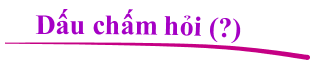 Dấu chấm hỏi (?)